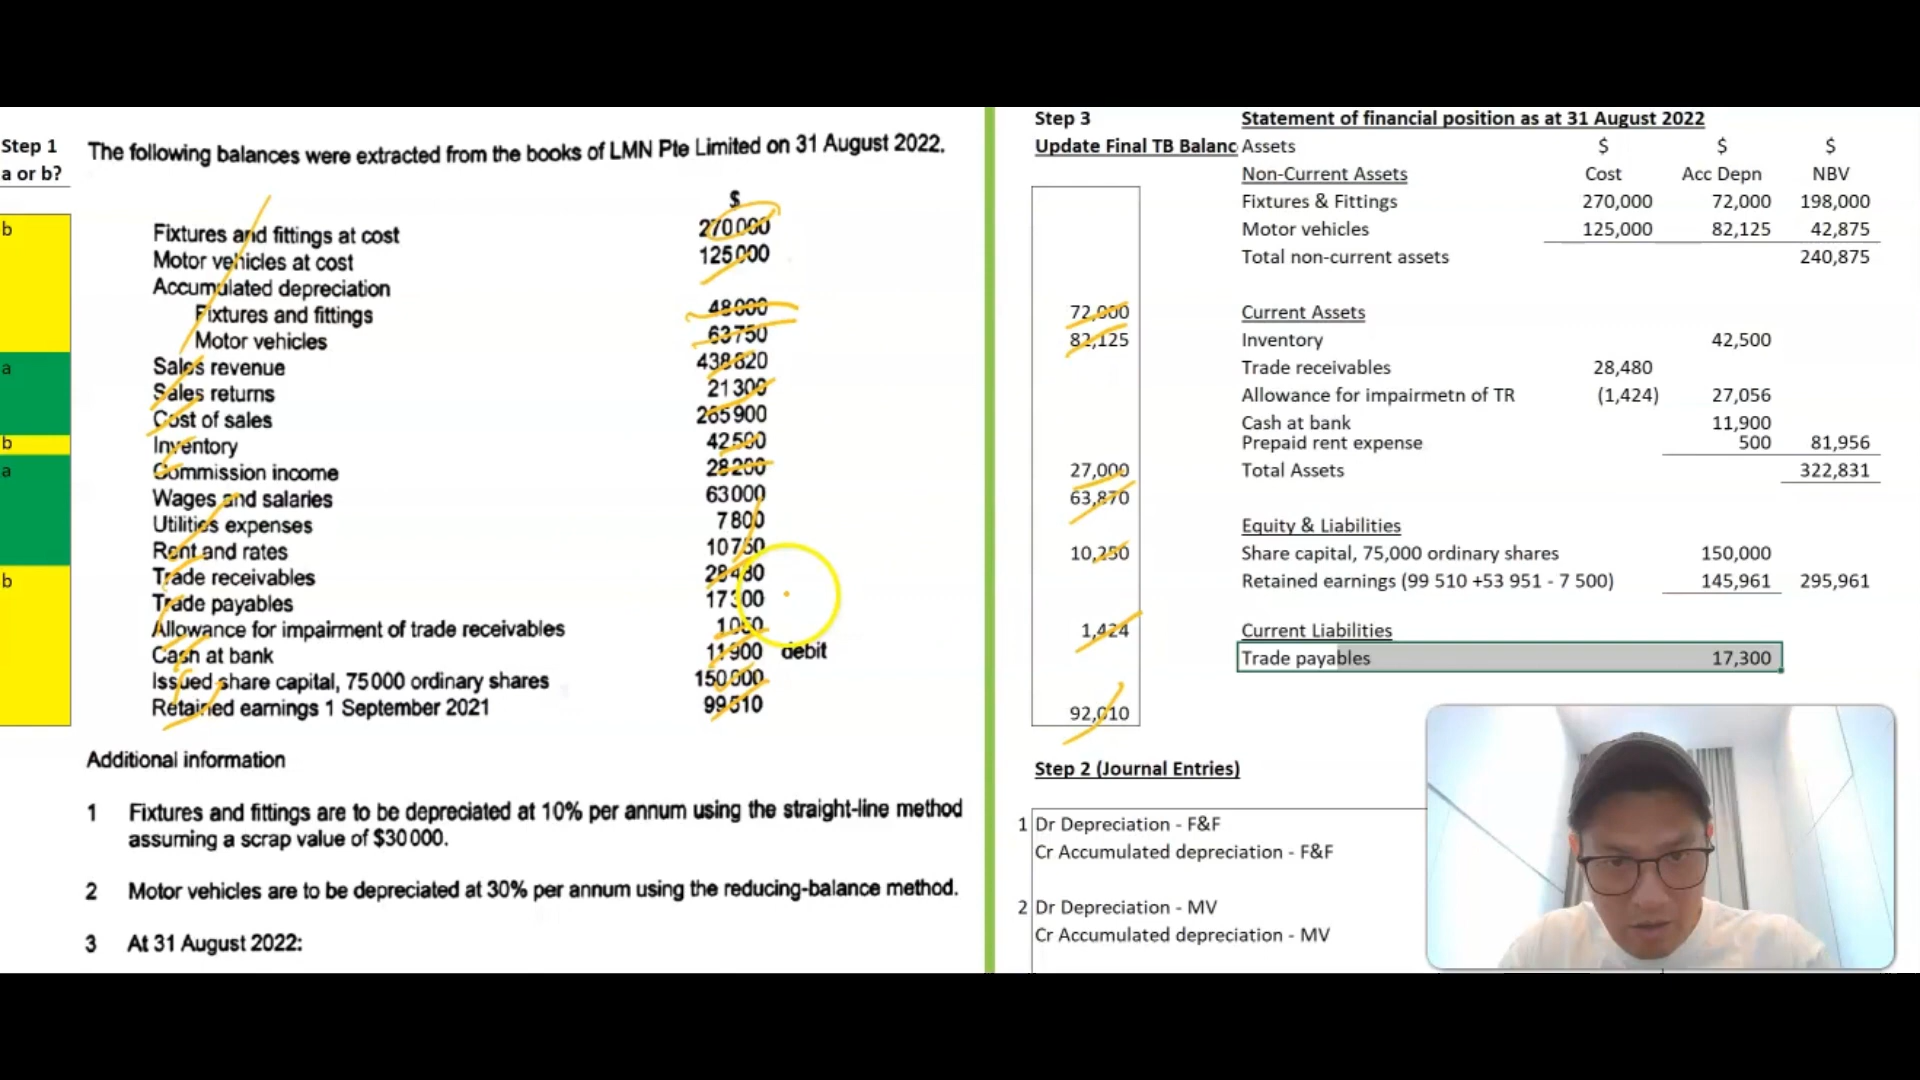 Step 1
a or b?
b
a
b
a
b
The following balances were extracted from the books of LMN Pte Limited on 31 August 2022.
$
Fixtures and fittings at cost 270000
Motor vehicles at cost 125000
Accumulated depreciation
Fixtures and fittings 48000
Motor vehicles 63750
Sales revenue 438820
Sales returns 21300
Cost of sales 265900
Inventory 42500
Commission income 28200
Wages and salaries 63000
Utilities expenses 7800
Rent and rates 10750
Trade receivables 28480
Trade payables 17300
Allowance for impairment of trade receivables 1050
Cash at bank 11900 debit
Issued share capital, 75000 ordinary shares 150000
Retained earnings 1 September 2021 99510
Additional information
1 Fixtures and fittings are to be depreciated at 10% per annum using the straight-line method
assuming a scrap value of $30000.
2 Motor vehicles are to be depreciated at 30% per annum using the reducing-balance method.
3 At 31 August 2022:
Step 3
Update Final TB Balanc
72,000
82,125
27,000
63,870
10,250
1,424
92,010
Statement of financial position as at 31 August 2022
Assets $ $ $
Non-Current Assets Cost Acc Depn NBV
Fixtures & Fittings 270,000 72,000 198,000
Motor vehicles 125,000 82,125 42,875
Total non-current assets 240,875
Current Assets
Inventory 42,500
Trade receivables 28,480
Allowance for impairmetn of TR (1,424) 27,056
Cash at bank 11,900
Prepaid rent expense 500 81,956
Total Assets 322,831
Equity & Liabilities
Share capital, 75,000 ordinary shares 150,000
Retained earnings (99 510 +53 951 - 7 500) 145,961 295,961
Current Liabilities
Trade payables 17,300
Step 2 (Journal Entries)
1 Dr Depreciation - F&F
Cr Accumulated depreciation - F&F
2 Dr Depreciation - MV
Cr Accumulated depreciation - MV